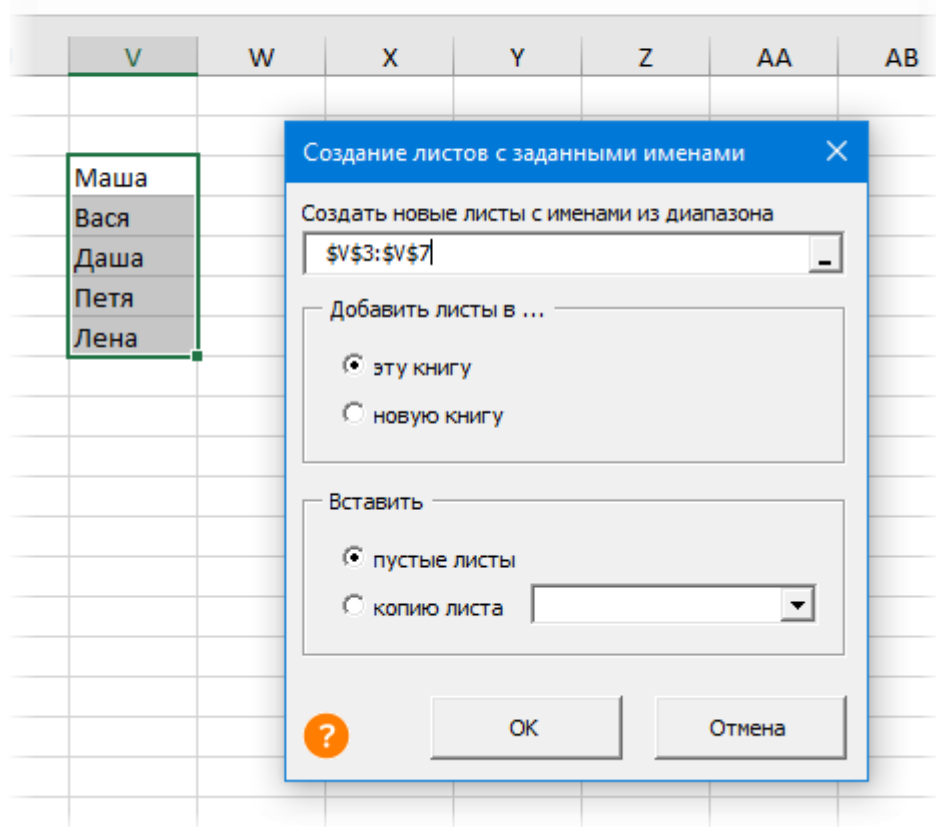 V W X Y Z AA AB
Создание листов с заданными именами
Маша
Вася
Даша
Петя
Лена
Создать новые листы с именами из диапазона
$V$3:$V$7
Добавить листы в ...
эту книгу
новую книгу
Вставить
пустые листы
копию листа
? OK Отмена